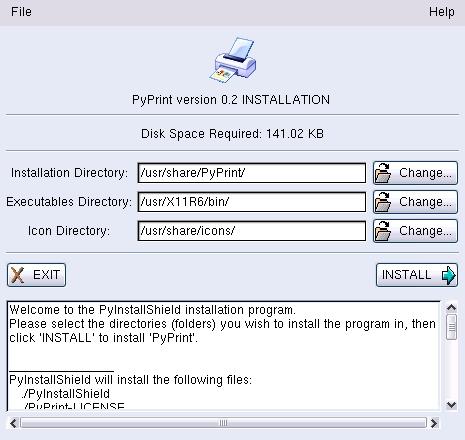 File Help
PyPrint version 0.2 INSTALLATION
Disk Space Required: 141.02 KB
Installation Directory: /usr/share/PyPrint/ Change...
Executables Directory: /usr/X11R6/bin/ Change...
Icon Directory: /usr/share/icons/ Change...
EXIT INSTALL
Welcome to the PyInstallShield installation program.
Please select the directories (folders) you wish to install the program in, then
click 'INSTALL' to install 'PyPrint'.
PyInstallShield will install the following files:
./PyInstallShield
./PyPrint-LICENSE